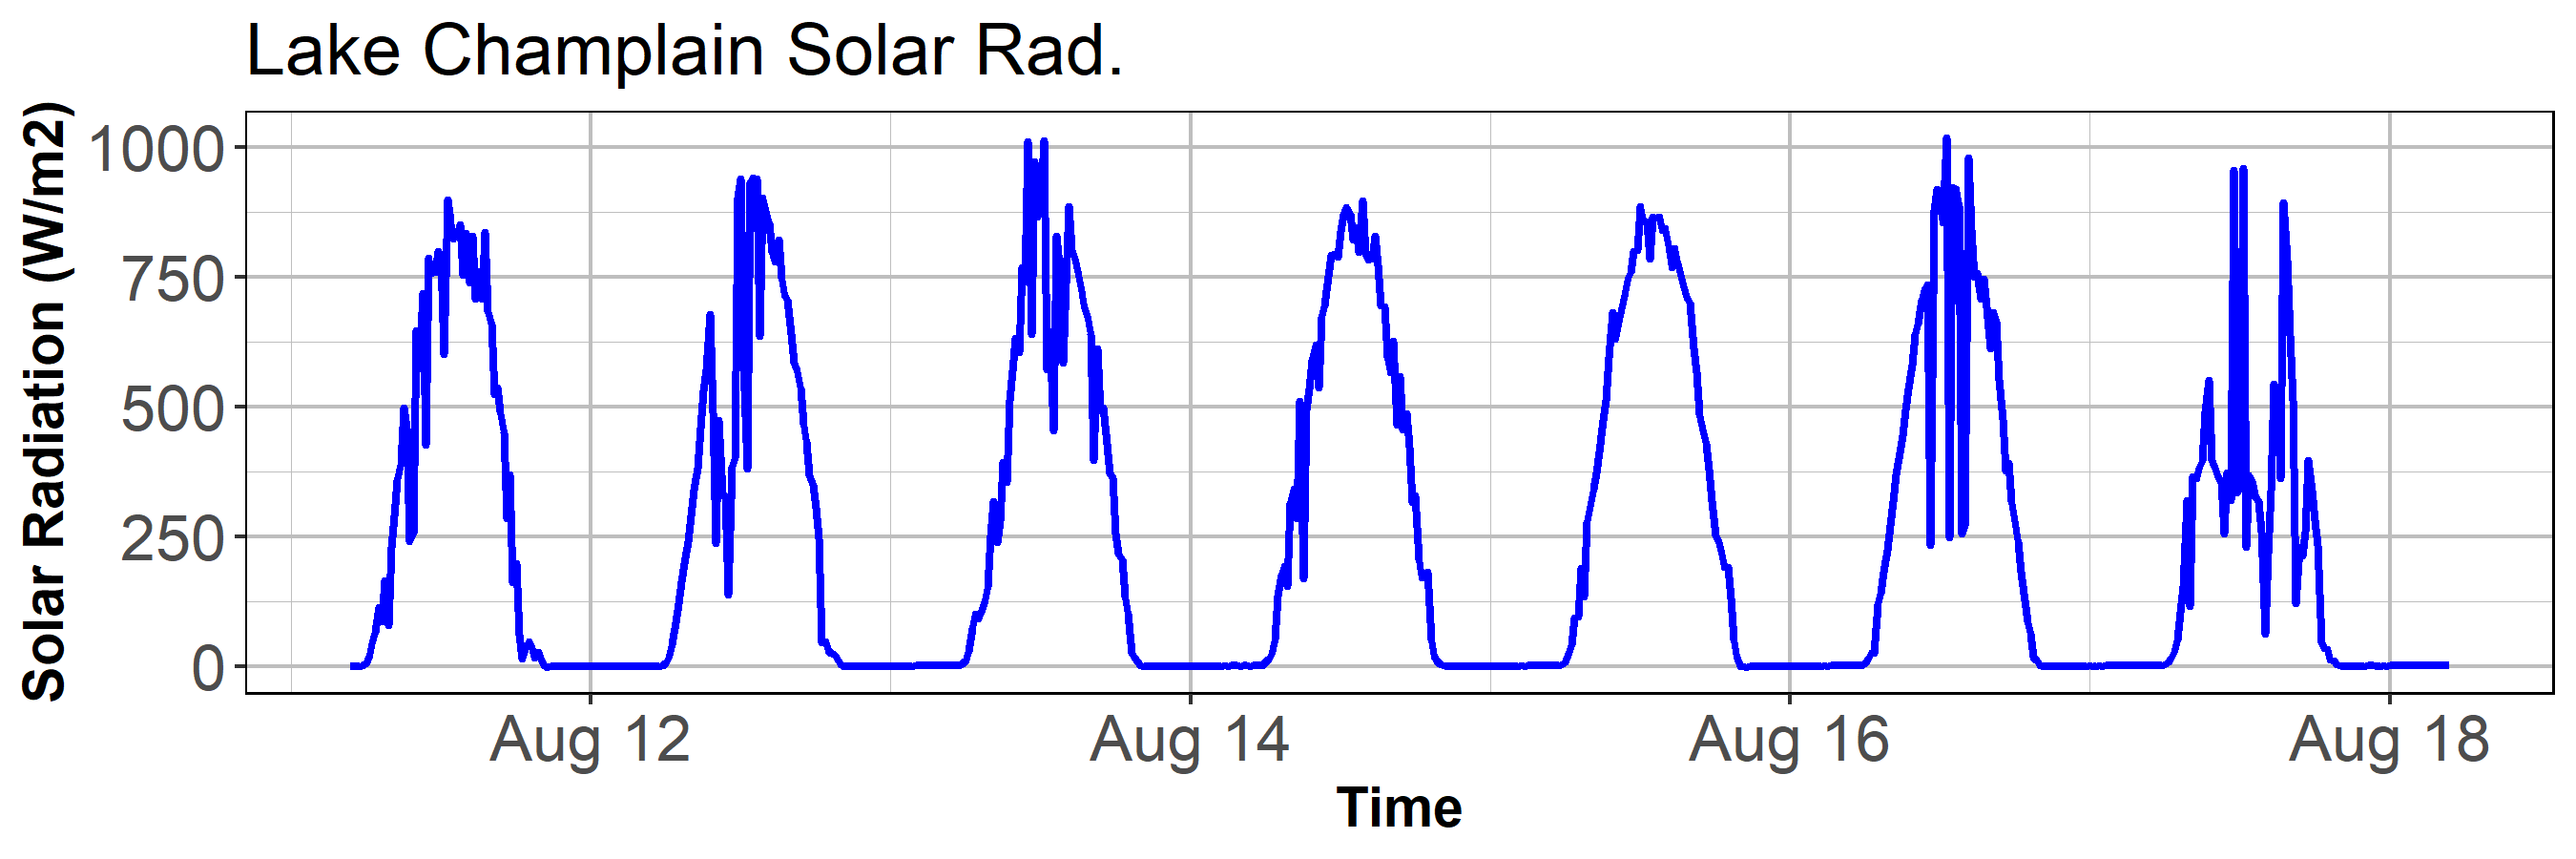 Lake Champlain Solar Rad.
Solar Radiation (W/m2)
1000
750
500
250
0
Aug 12
Aug 14
Aug 16
Aug 18
Time